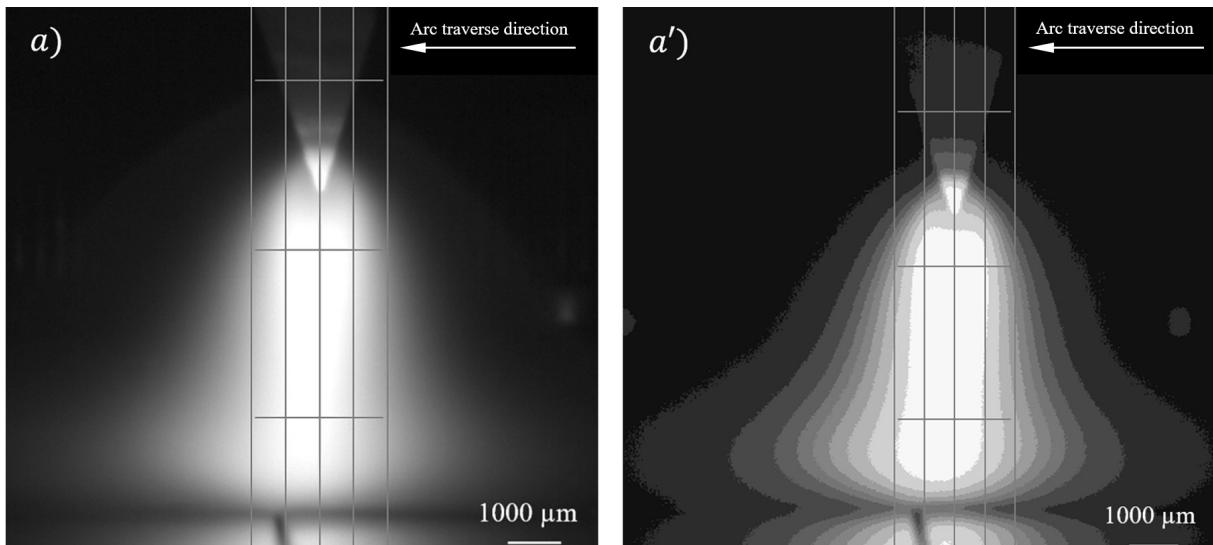 a)
Arc traverse direction
1000 µm
a′)
Arc traverse direction
1000 µm